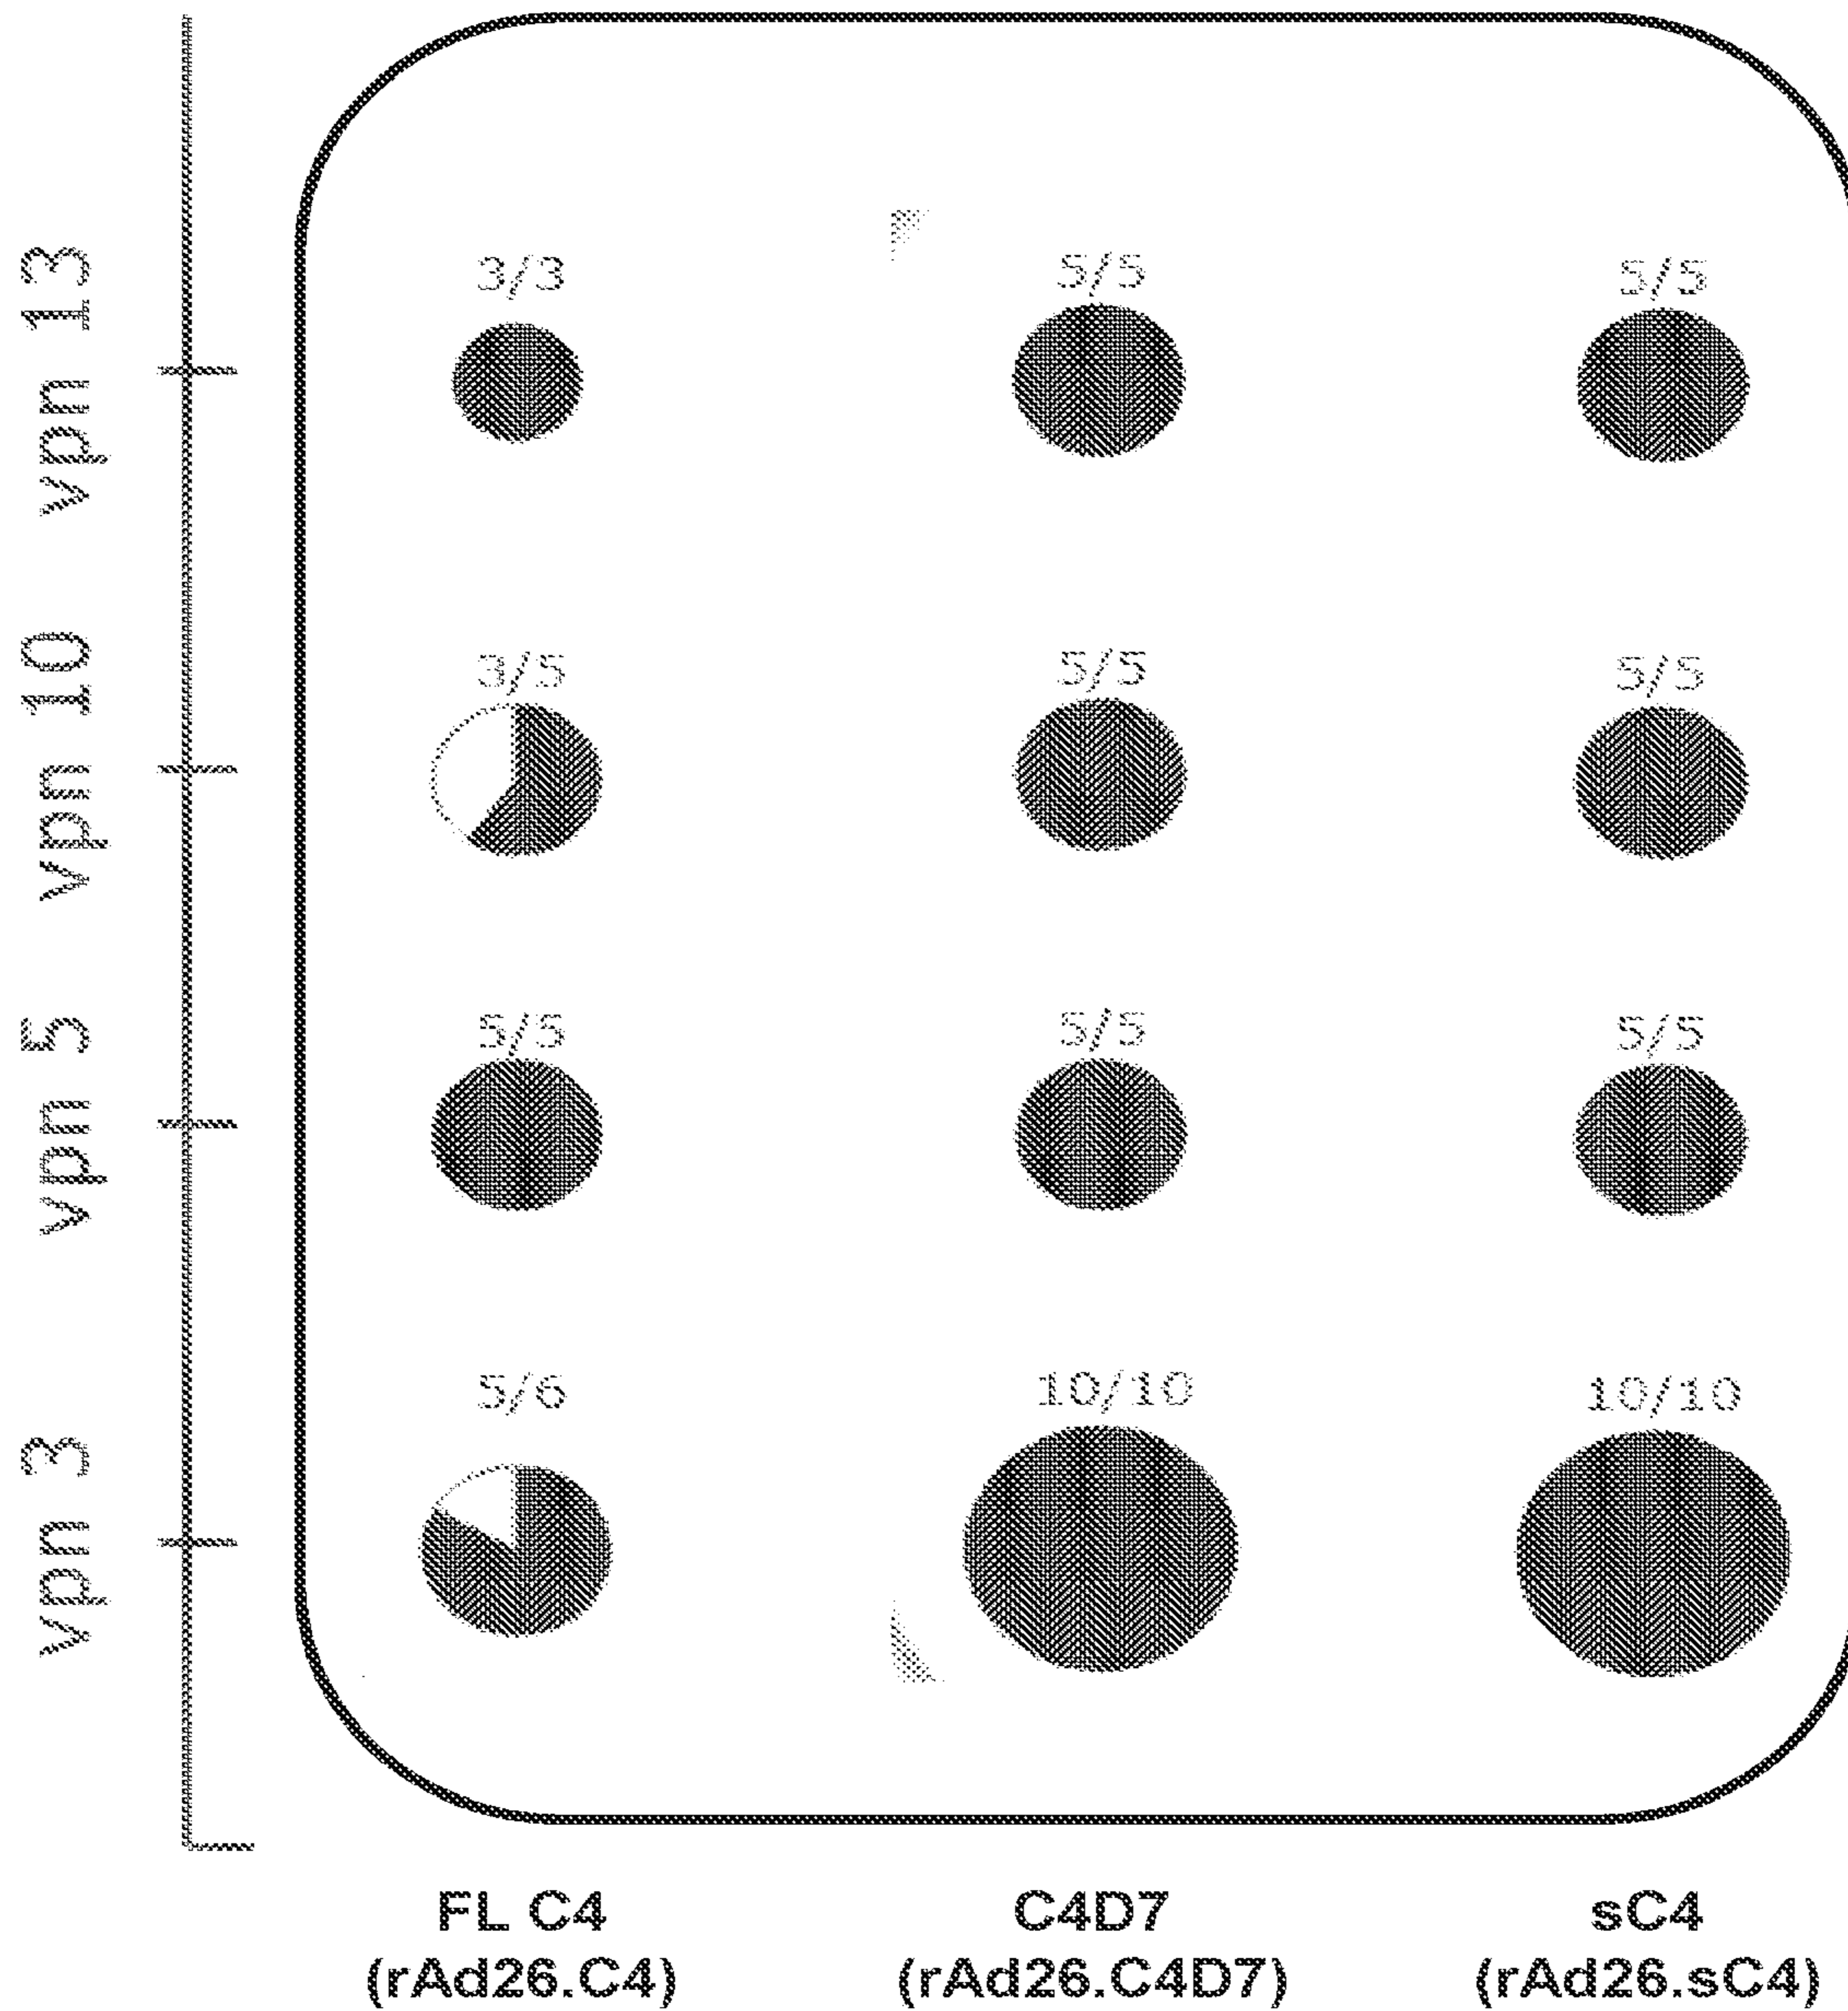 vpn 13
3/3 5/5 5/5
vpn 10
3/5 5/5 5/5
vpn 5
5/5 5/5 5/5
vpn 3
5/6 10/10 10/10
FL C4 C4D7 sC4
(rAd26.C4) (rAd26.C4D7) (rAd26.sC4)